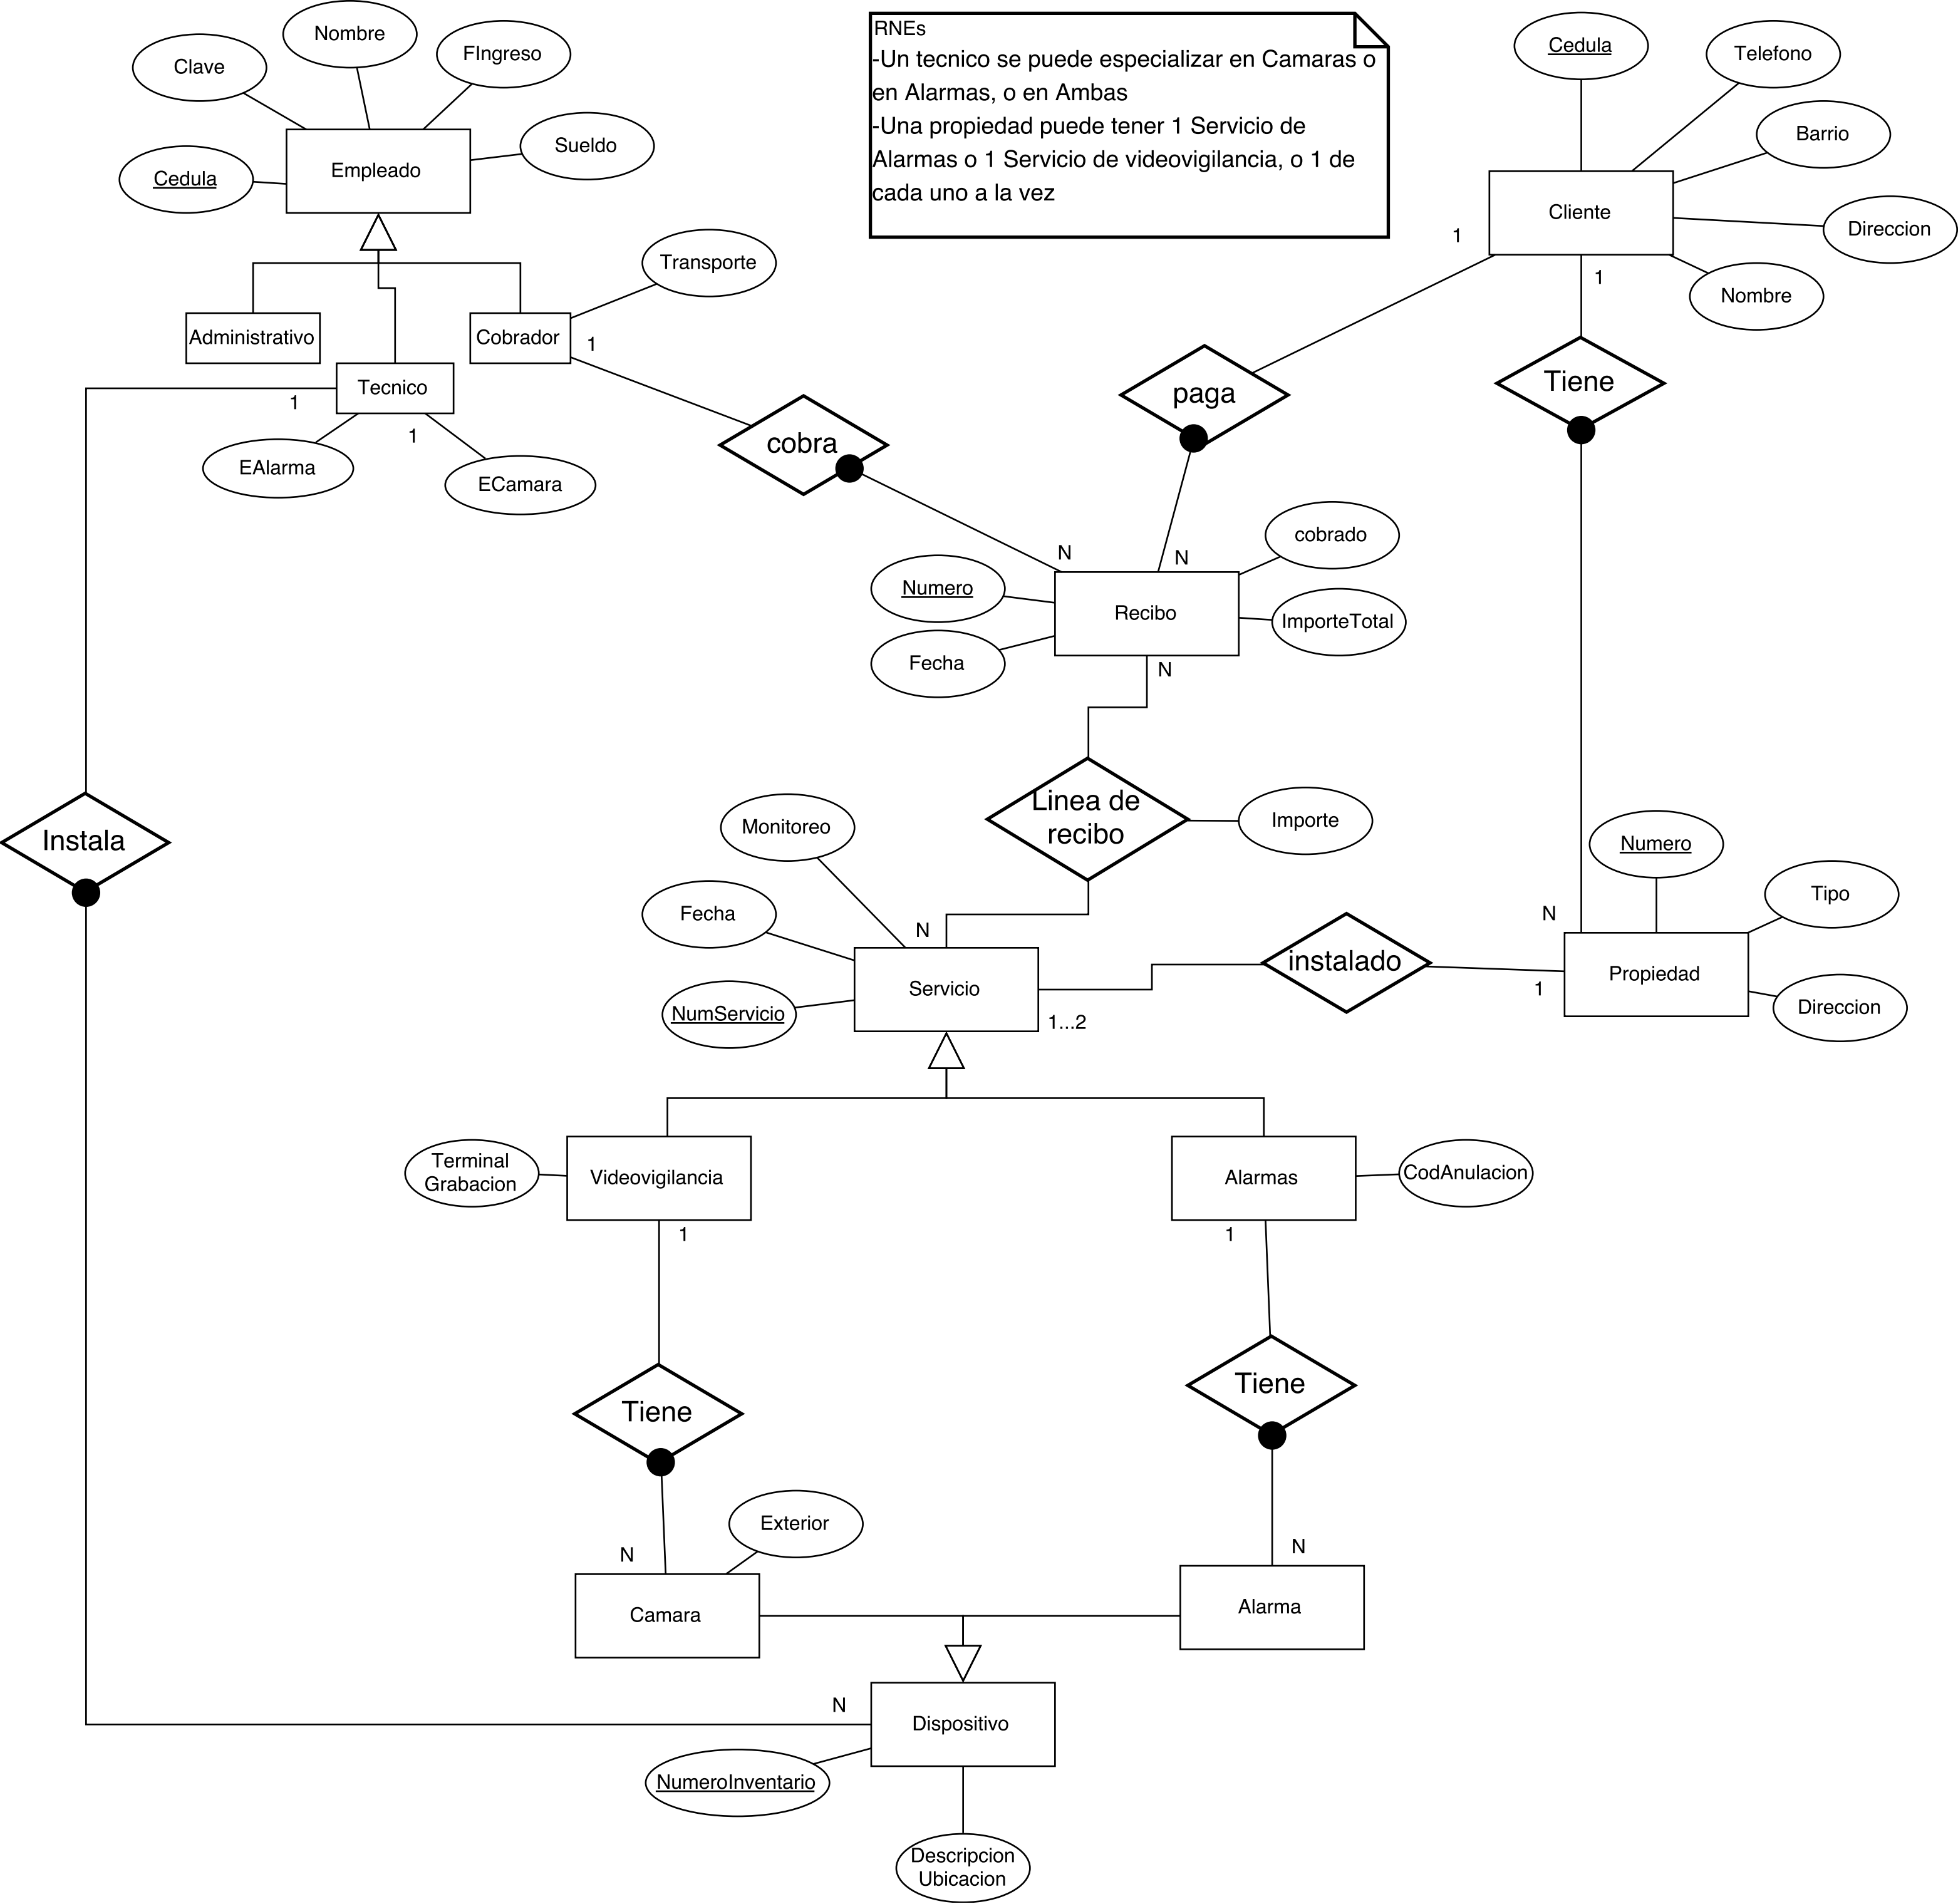 Nombre
Clave
FIngreso
Sueldo
Cedula
Empleado
RNEs
-Un tecnico se puede especializar en Camaras o
en Alarmas, o en Ambas
-Una propiedad puede tener 1 Servicio de
Alarmas o 1 Servicio de videovigilancia, o 1 de
cada uno a la vez
Cedula
Telefono
Barrio
Cliente
Direccion
Nombre
1
1
Transporte
Administrativo
Cobrador
1
Tecnico
1
1
EAlarma
ECamara
cobra
paga
Tiene
N
N
cobrado
Numero
Recibo
ImporteTotal
Fecha
N
Instala
Linea de
recibo
Importe
Monitoreo
Fecha
N
NumServicio
Servicio
1...2
instalado
Numero
Tipo
N
Propiedad
1
Direccion
Terminal
Grabacion
Videovigilancia
1
Alarmas
1
CodAnulacion
Tiene
Tiene
Exterior
N
N
Camara
Alarma
N
Dispositivo
NumeroInventario
Descripcion
Ubicacion